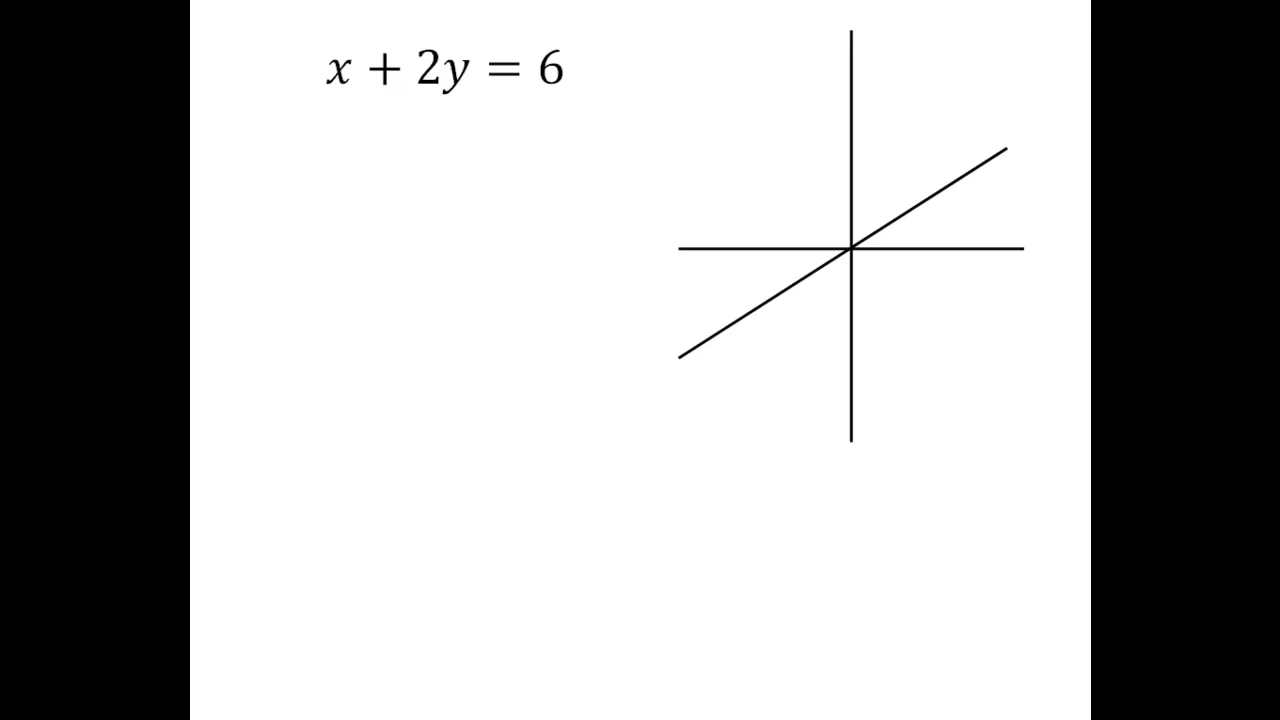 x + 2y = 6